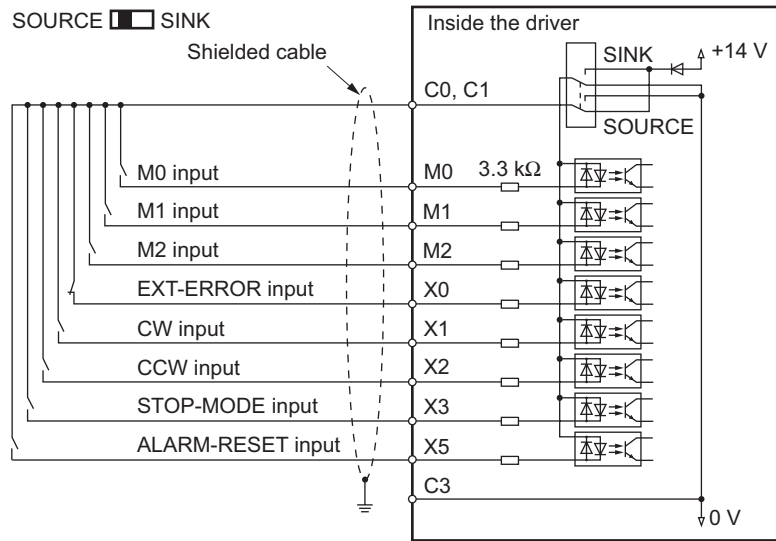 SOURCE SINK
Inside the driver
Shielded cable
SINK
+14 V
C0, C1
SOURCE
M0 input
M0
3.3 kΩ
M1 input
M1
M2 input
M2
EXT-ERROR input
X0
CW input
X1
CCW input
X2
STOP-MODE input
X3
ALARM-RESET input
X5
C3
0 V